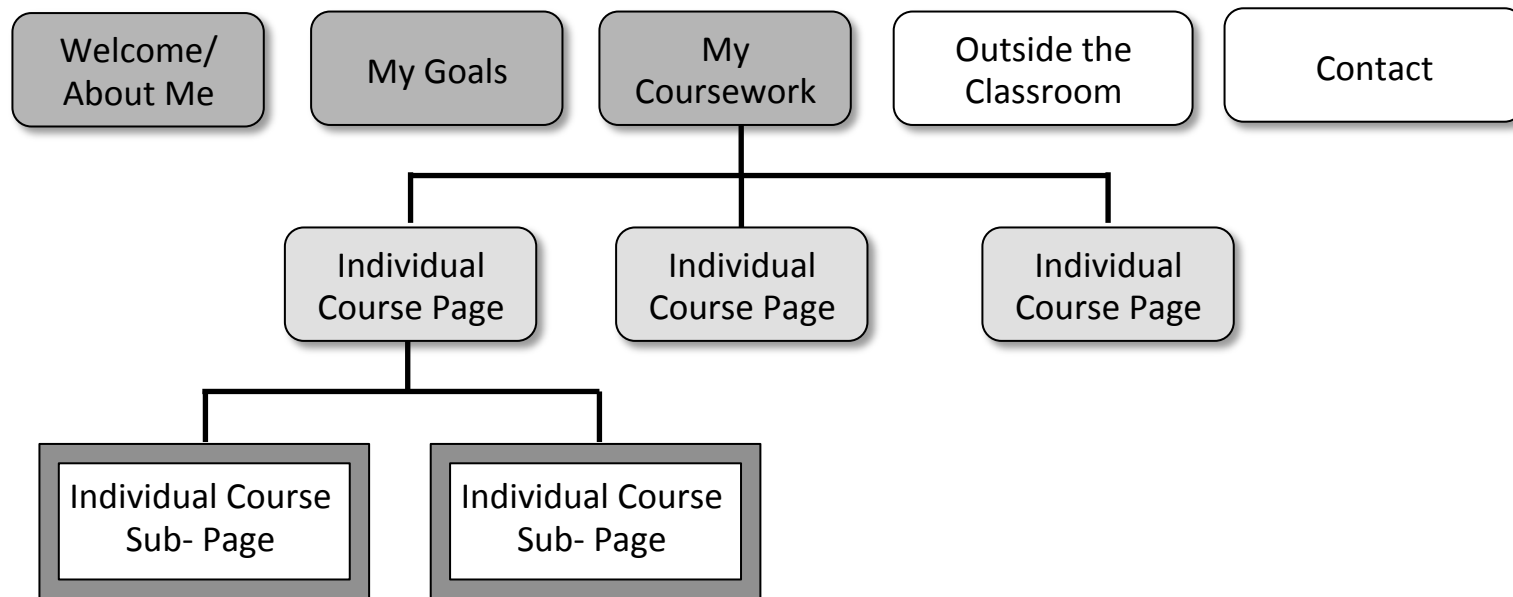 Welcome/
About Me
My Goals
My
Coursework
Outside the
Classroom
Contact
Individual
Course Page
Individual
Course Page
Individual
Course Page
Individual Course
Sub- Page
Individual Course
Sub- Page